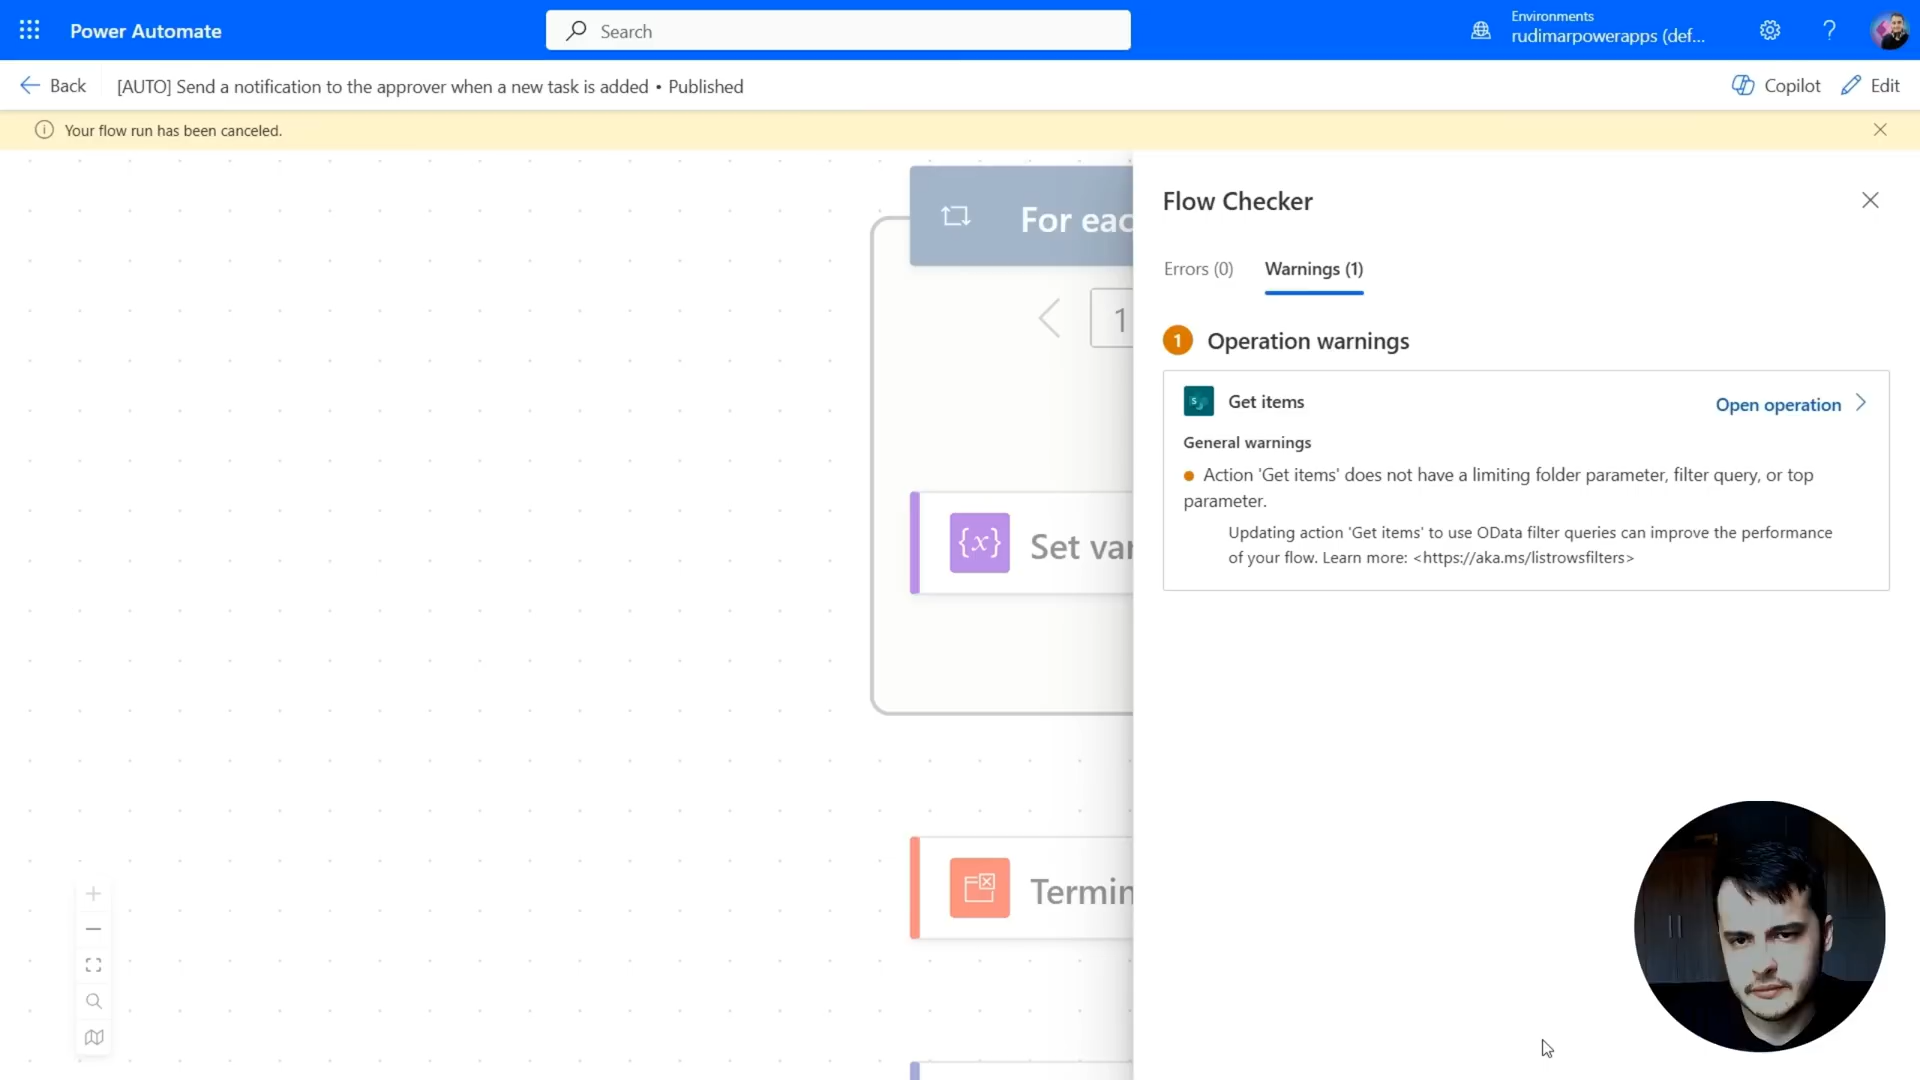 Power Automate
Search
Environments
rudimarpowerapps (def...
?
Back
[AUTO] Send a notification to the approver when a new task is added • Published
Copilot
Edit
Your flow run has been canceled.
For eac
1
{x}
Set var
Termin
Flow Checker
Errors (0)
Warnings (1)
1
Operation warnings
S
Get items
Open operation
General warnings
Action 'Get items' does not have a limiting folder parameter, filter query, or top
parameter.
Updating action 'Get items' to use OData filter queries can improve the performance
of your flow. Learn more: <https://aka.ms/listrowsfilters>